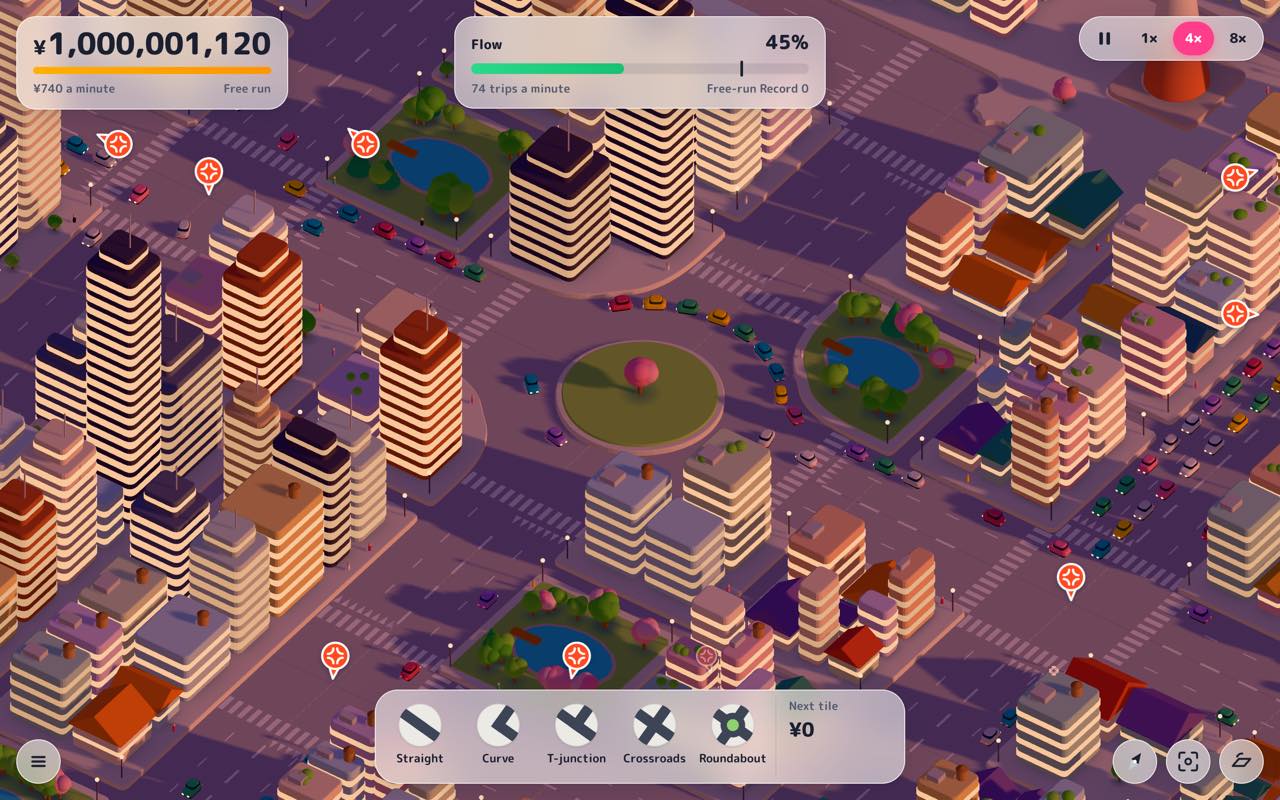 ¥1,000,001,120
¥740 a minute
Free run
Flow
45%
74 trips a minute
Free-run Record 0
1×
4×
8×
Straight
Curve
T-junction
Crossroads
Roundabout
Next tile
¥0